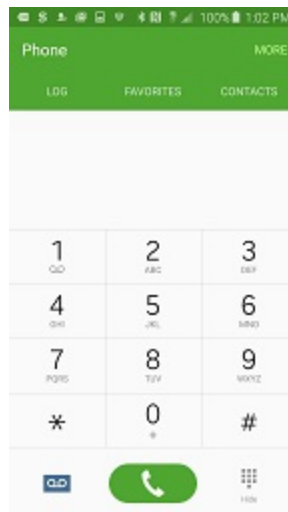 100% 1:02 PM
Phone MORE
LOG FAVORITES CONTACTS
1 2 3
ABC DEF
4 5 6
GHI JKL MNO
7 8 9
PQRS TUV WXYZ
* 0 #
+
Hide